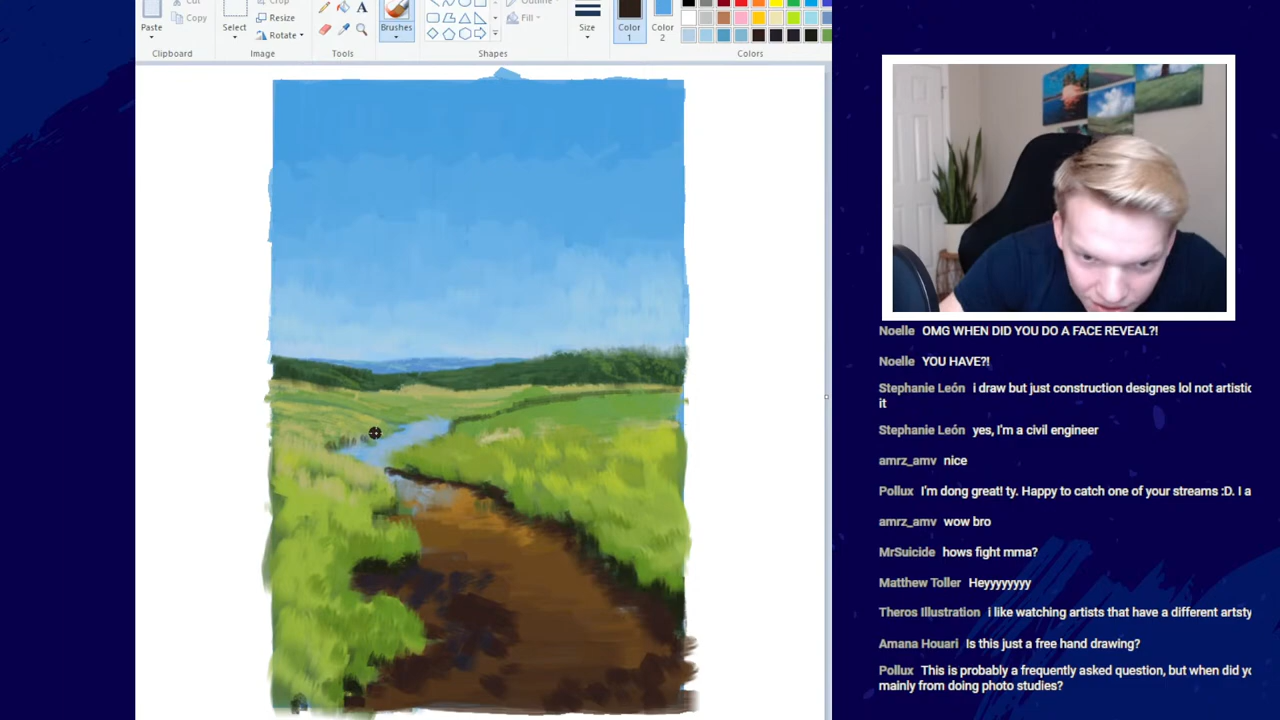 Cut Crop Outline
Paste Copy Select Resize Brushes Fill Size Color 1 Color 2
Rotate
Clipboard Image Tools Shapes Colors
Noelle OMG WHEN DID YOU DO A FACE REVEAL?!
Noelle YOU HAVE?!
Stephanie León i draw but just construction designes lol not artistic
it
Stephanie León yes, I'm a civil engineer
amrz_amv nice
Pollux I'm dong great! ty. Happy to catch one of your streams :D. I a
amrz_amv wow bro
MrSuicide hows fight mma?
Matthew Toller Heyyyyyyy
Theros Illustration i like watching artists that have a different artsty
Amana Houari Is this just a free hand drawing?
Pollux This is probably a frequently asked question, but when did yo
mainly from doing photo studies?